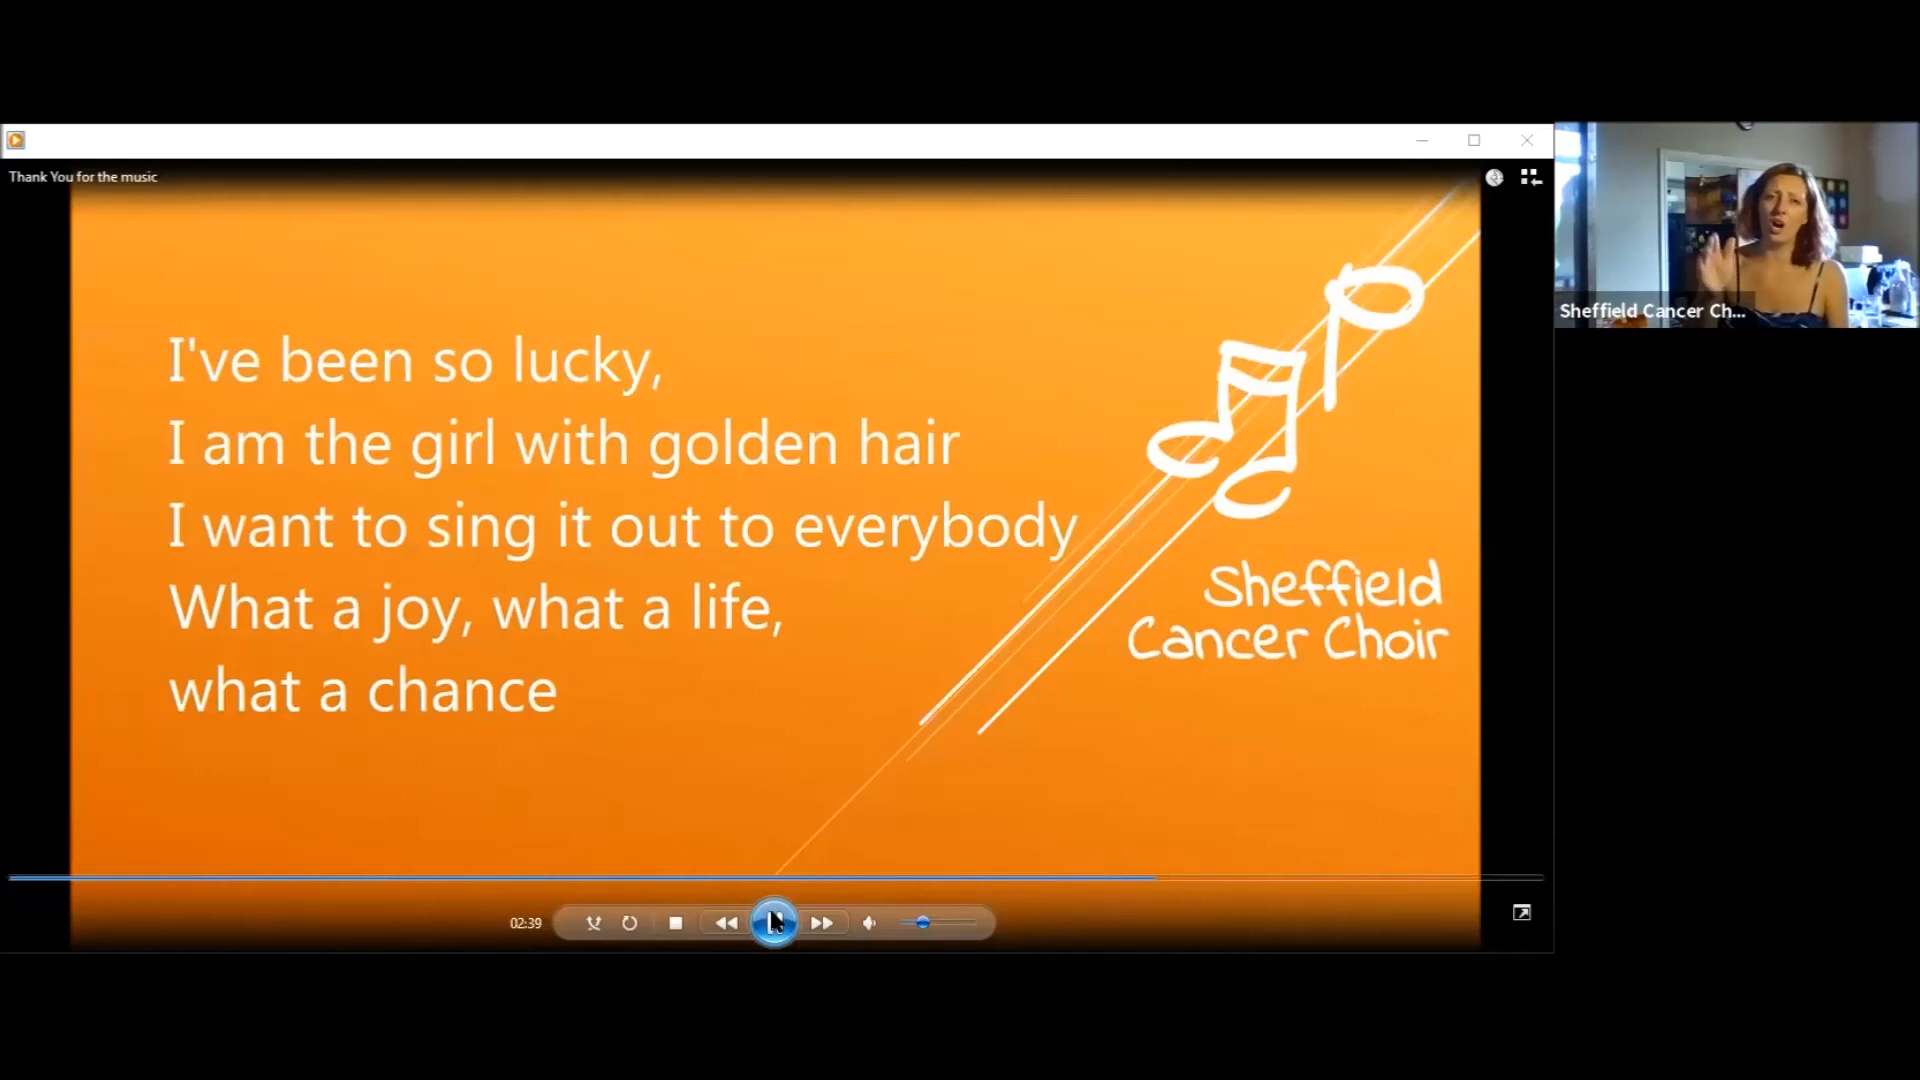 Thank You for the music
I've been so lucky,
I am the girl with golden hair
I want to sing it out to everybody
What a joy, what a life,
what a chance
Sheffield
Cancer Choir
Sheffield Cancer Ch...
02:39